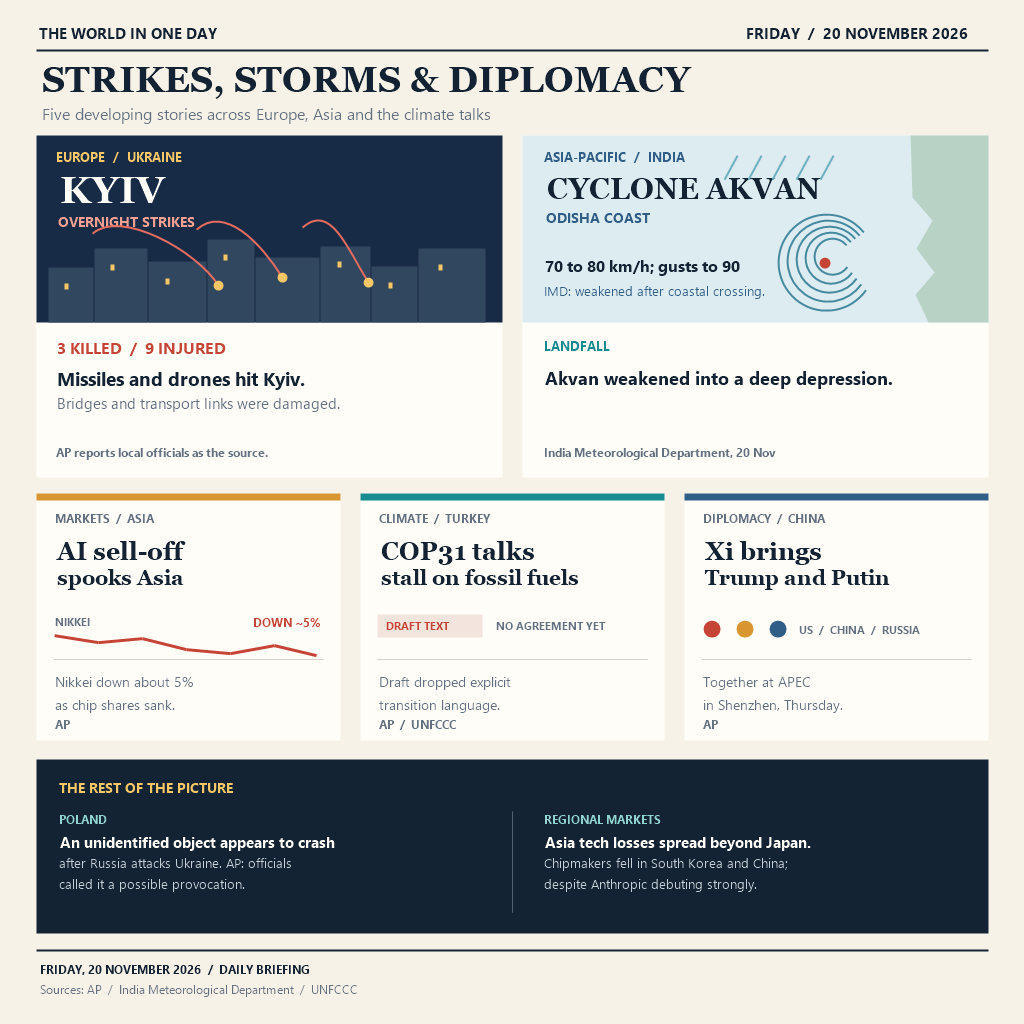 THE WORLD IN ONE DAY
FRIDAY / 20 NOVEMBER 2026
STRIKES, STORMS & DIPLOMACY
Five developing stories across Europe, Asia and the climate talks
EUROPE / UKRAINE
KYIV
OVERNIGHT STRIKES
3 KILLED / 9 INJURED
Missiles and drones hit Kyiv.
Bridges and transport links were damaged.
AP reports local officials as the source.
ASIA-PACIFIC / INDIA
CYCLONE AKVAN
ODISHA COAST
70 to 80 km/h; gusts to 90
IMD: weakened after coastal crossing.
LANDFALL
Akvan weakened into a deep depression.
India Meteorological Department, 20 Nov
MARKETS / ASIA
AI sell-off
spooks Asia
NIKKEI
DOWN ~5%
Nikkei down about 5%
as chip shares sank.
AP
CLIMATE / TURKEY
COP31 talks
stall on fossil fuels
DRAFT TEXT
NO AGREEMENT YET
Draft dropped explicit
transition language.
AP / UNFCCC
DIPLOMACY / CHINA
Xi brings
Trump and Putin
US / CHINA / RUSSIA
Together at APEC
in Shenzhen, Thursday.
AP
THE REST OF THE PICTURE
POLAND
An unidentified object appears to crash
after Russia attacks Ukraine. AP: officials
called it a possible provocation.
REGIONAL MARKETS
Asia tech losses spread beyond Japan.
Chipmakers fell in South Korea and China;
despite Anthropic debuting strongly.
FRIDAY, 20 NOVEMBER 2026 / DAILY BRIEFING
Sources: AP / India Meteorological Department / UNFCCC